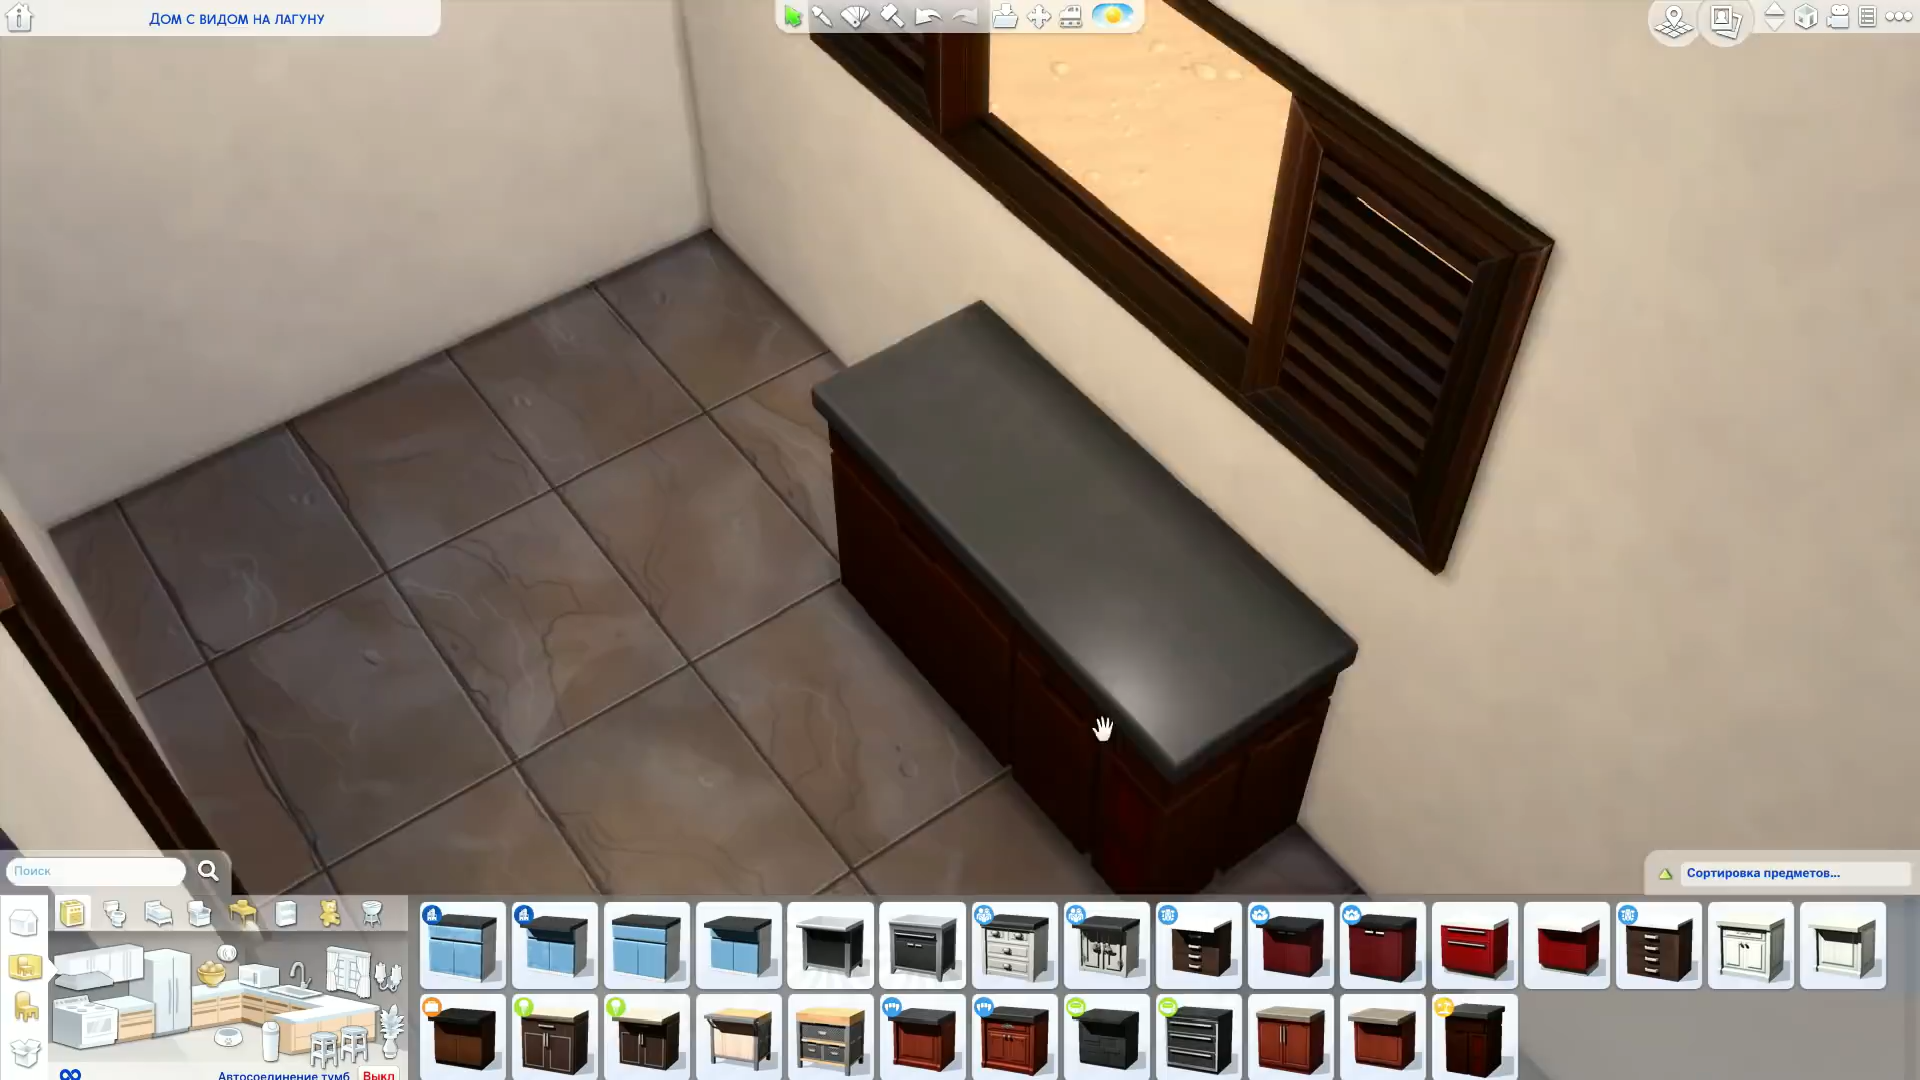 Дом с видом на лагуну
Поиск
Сортировка предметов...
Автосоединение тумб Выкл